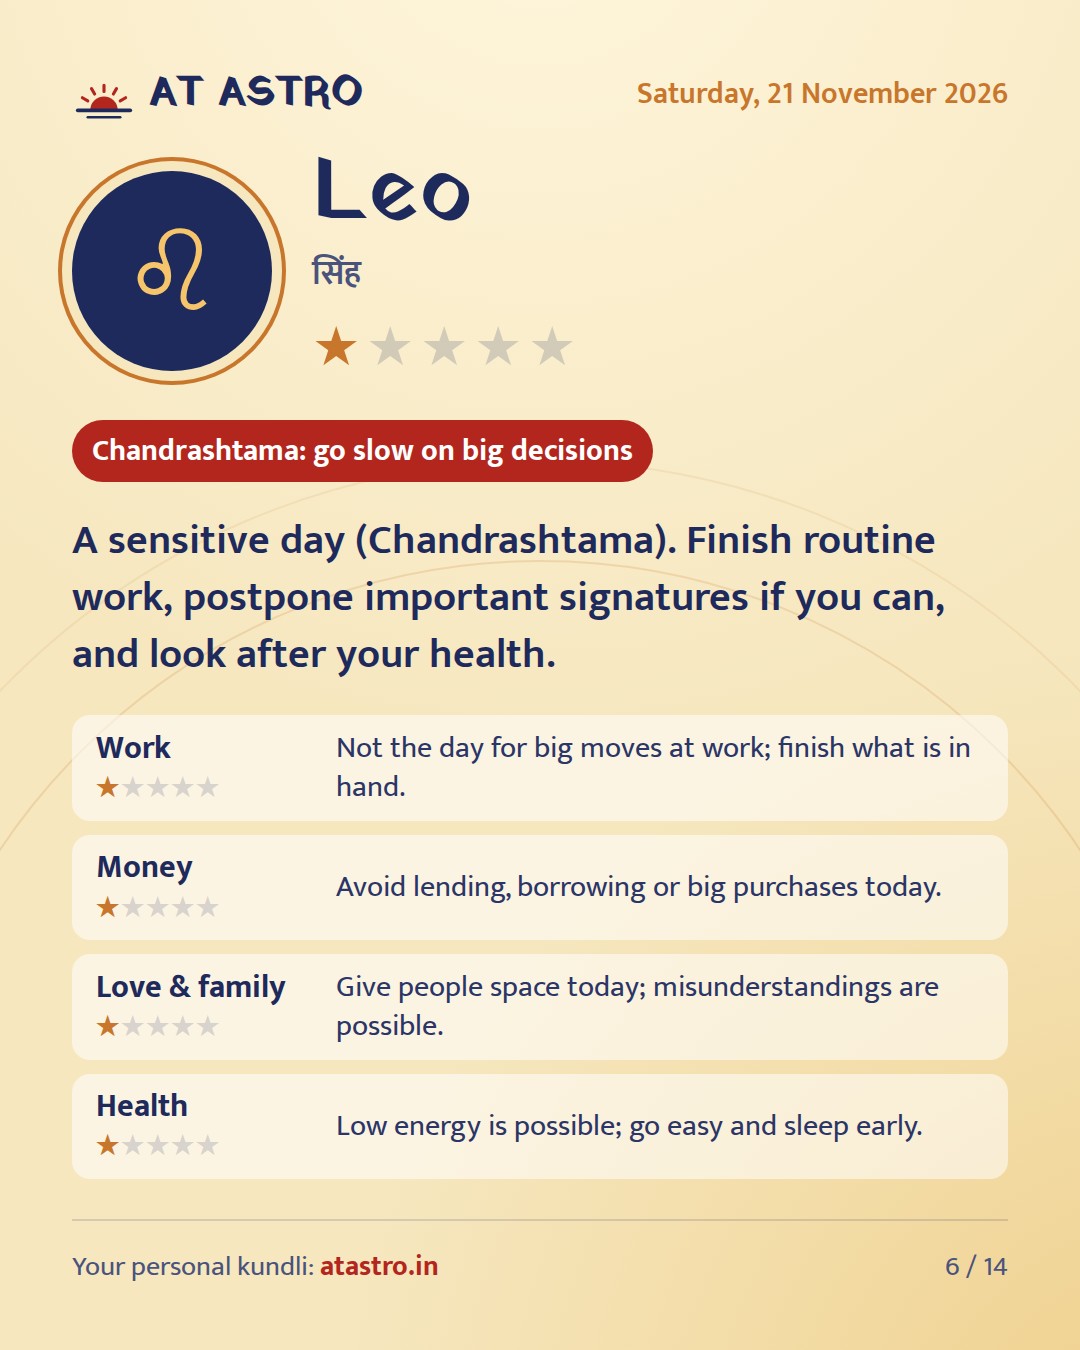 AT ASTRO
Saturday, 21 November 2026
Leo
सिंह
Chandrashtama: go slow on big decisions
A sensitive day (Chandrashtama). Finish routine
work, postpone important signatures if you can,
and look after your health.
Work
Not the day for big moves at work; finish what is in
hand.
Money
Avoid lending, borrowing or big purchases today.
Love & family
Give people space today; misunderstandings are
possible.
Health
Low energy is possible; go easy and sleep early.
Your personal kundli: atastro.in
6 / 14